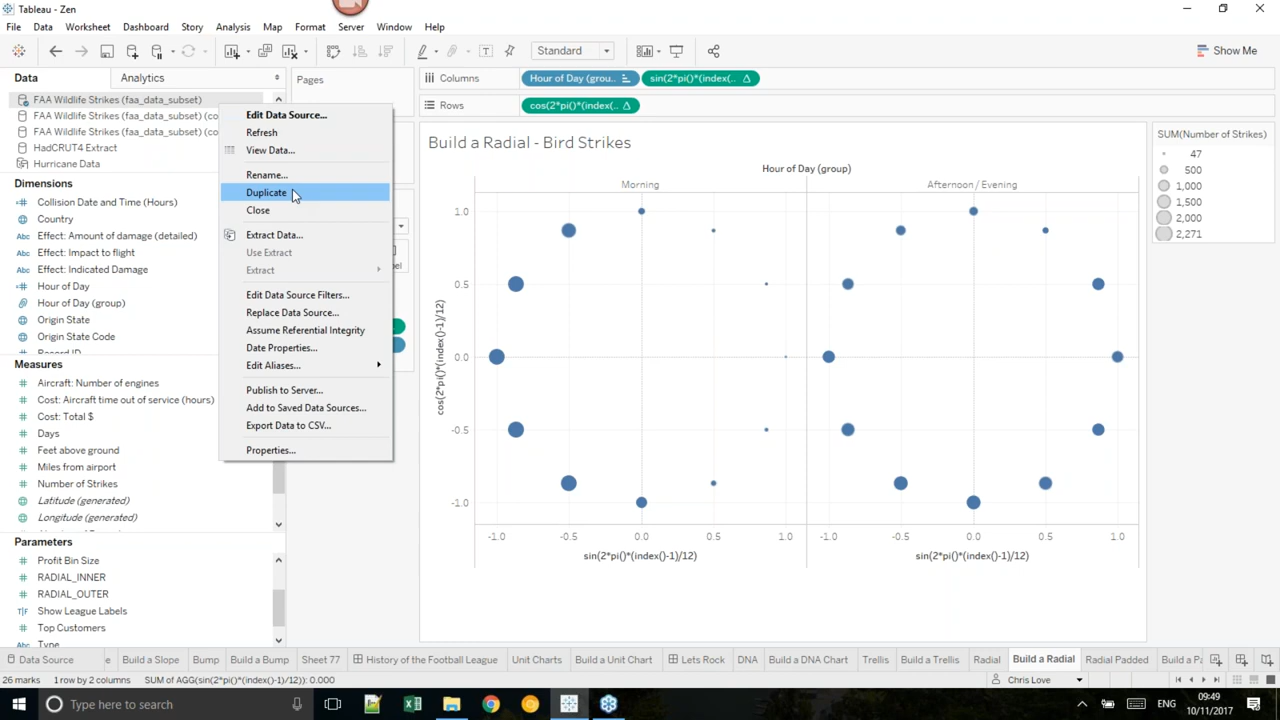 Tableau - Zen
File Data Worksheet Dashboard Story Analysis Map Format Server Window Help
Standard
Show Me
Data Analytics
FAA Wildlife Strikes (faa_data_subset)
FAA Wildlife Strikes (faa_data_subset) (co
FAA Wildlife Strikes (faa_data_subset) (co
HadCRUT4 Extract
Hurricane Data
Dimensions
Collision Date and Time (Hours)
Country
Effect: Amount of damage (detailed)
Effect: Impact to flight
Effect: Indicated Damage
Hour of Day
Hour of Day (group)
Origin State
Origin State Code
Record ID
Measures
Aircraft: Number of engines
Cost: Aircraft time out of service (hours)
Cost: Total $
Days
Feet above ground
Miles from airport
Number of Strikes
Latitude (generated)
Longitude (generated)
Parameters
Profit Bin Size
RADIAL_INNER
RADIAL_OUTER
Show League Labels
Top Customers
Type
Edit Data Source...
Refresh
View Data...
Rename...
Duplicate
Close
Extract Data...
Use Extract
Extract
Edit Data Source Filters...
Replace Data Source...
Assume Referential Integrity
Date Properties...
Edit Aliases...
Publish to Server...
Add to Saved Data Sources...
Export Data to CSV...
Properties...
Pages
Columns Hour of Day (grou.. sin(2*pi()*(index(..
Rows cos(2*pi()*(index(..
Build a Radial - Bird Strikes
Hour of Day (group)
Morning Afternoon / Evening
cos(2*pi()*(index()-1)/12)
1.0
0.5
0.0
-0.5
-1.0
-1.0 -0.5 0.0 0.5 1.0 -1.0 -0.5 0.0 0.5 1.0
sin(2*pi()*(index()-1)/12) sin(2*pi()*(index()-1)/12)
SUM(Number of Strikes)
47
500
1,000
1,500
2,000
2,271
Data Source e Build a Slope Bump Build a Bump Sheet 77 History of the Football League Unit Charts Build a Unit Chart Lets Rock DNA Build a DNA Chart Trellis Build a Trellis Radial Build a Radial Radial Padded Build a Pa
26 marks 1 row by 2 columns SUM of AGG(sin(2*pi()*(index()-1)/12)): 0.000 Chris Love
Type here to search
ENG
09:49
10/11/2017